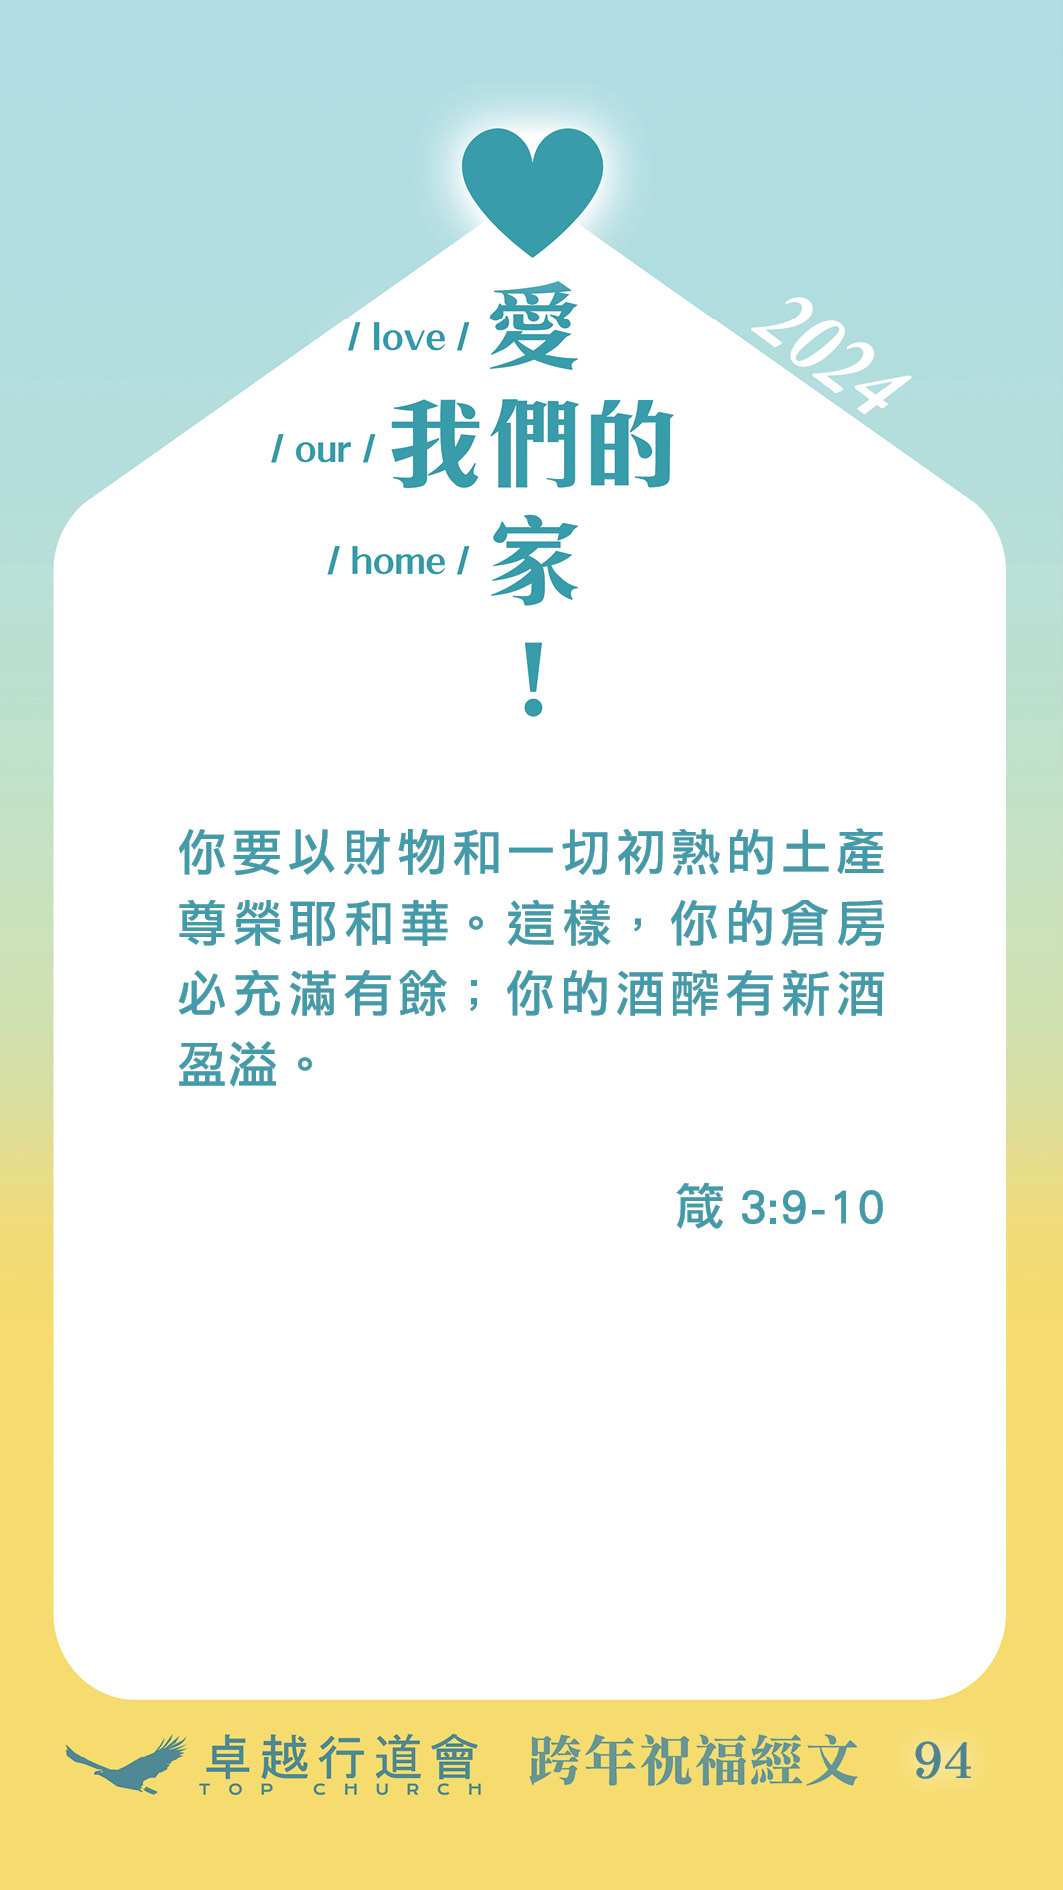 2024
/ love / 愛
/ our / 我們的
/ home / 家
！
你要以財物和一切初熟的土產
尊榮耶和華。這樣，你的倉房
必充滿有餘；你的酒醡有新酒
盈溢。
箴 3:9-10
卓越行道會
TOP CHURCH
跨年祝福經文
94